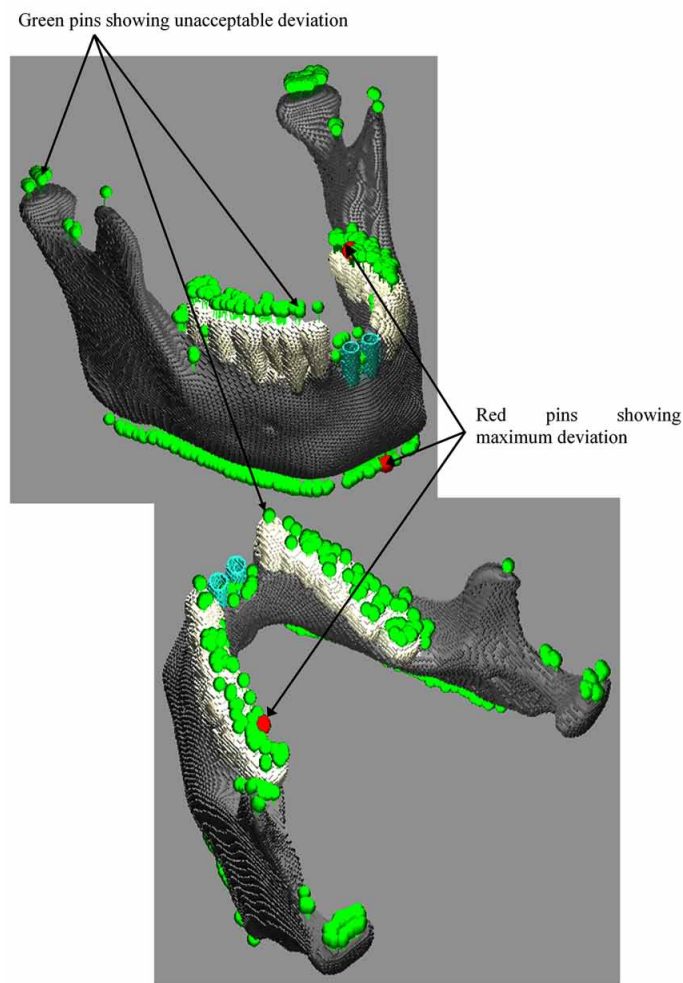 Green pins showing unacceptable deviation
Red pins showing
maximum deviation